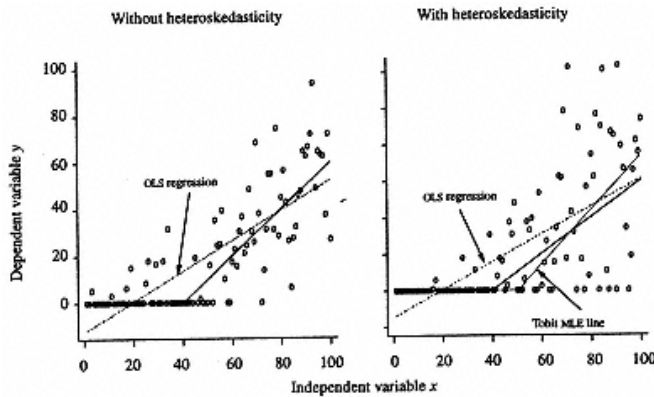 Without heteroskedasticity
With heteroskedasticity
100
80
60
40
20
0
Dependent variable y
OLS regression
OLS regression
Tobit MLE line
0 20 40 60 80 100
0 20 40 60 80 100
Independent variable x